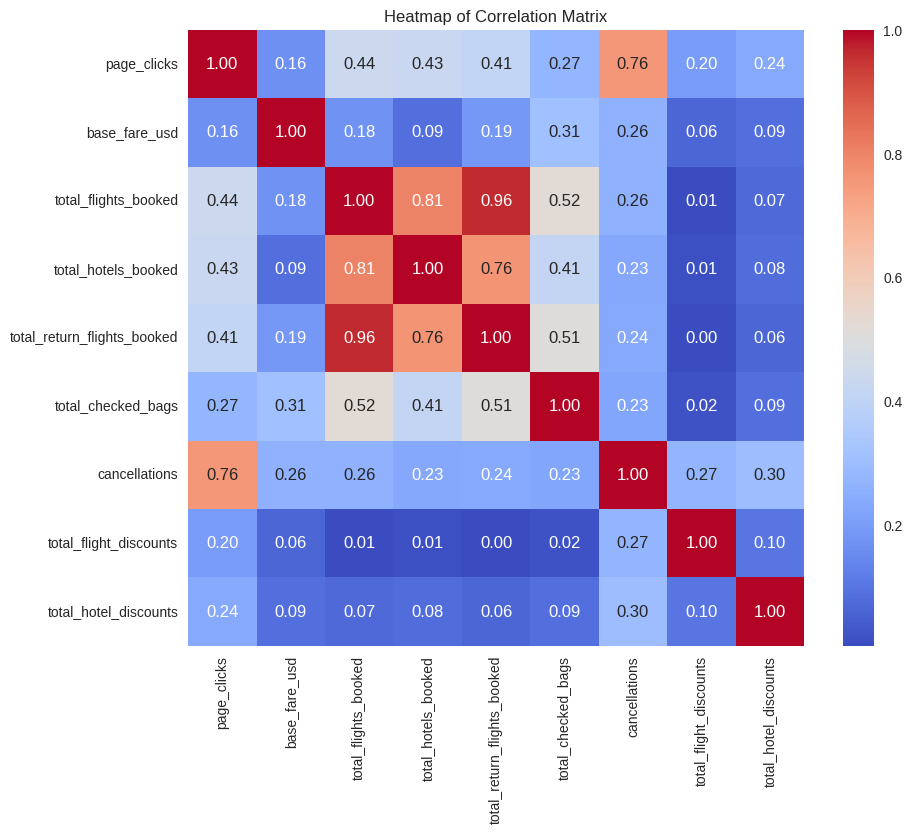 Heatmap of Correlation Matrix
page_clicks 1.00 0.16 0.44 0.43 0.41 0.27 0.76 0.20 0.24
base_fare_usd 0.16 1.00 0.18 0.09 0.19 0.31 0.26 0.06 0.09
total_flights_booked 0.44 0.18 1.00 0.81 0.96 0.52 0.26 0.01 0.07
total_hotels_booked 0.43 0.09 0.81 1.00 0.76 0.41 0.23 0.01 0.08
total_return_flights_booked 0.41 0.19 0.96 0.76 1.00 0.51 0.24 0.00 0.06
total_checked_bags 0.27 0.31 0.52 0.41 0.51 1.00 0.23 0.02 0.09
cancellations 0.76 0.26 0.26 0.23 0.24 0.23 1.00 0.27 0.30
total_flight_discounts 0.20 0.06 0.01 0.01 0.00 0.02 0.27 1.00 0.10
total_hotel_discounts 0.24 0.09 0.07 0.08 0.06 0.09 0.30 0.10 1.00
page_clicks
base_fare_usd
total_flights_booked
total_hotels_booked
total_return_flights_booked
total_checked_bags
cancellations
total_flight_discounts
total_hotel_discounts
1.0
0.8
0.6
0.4
0.2